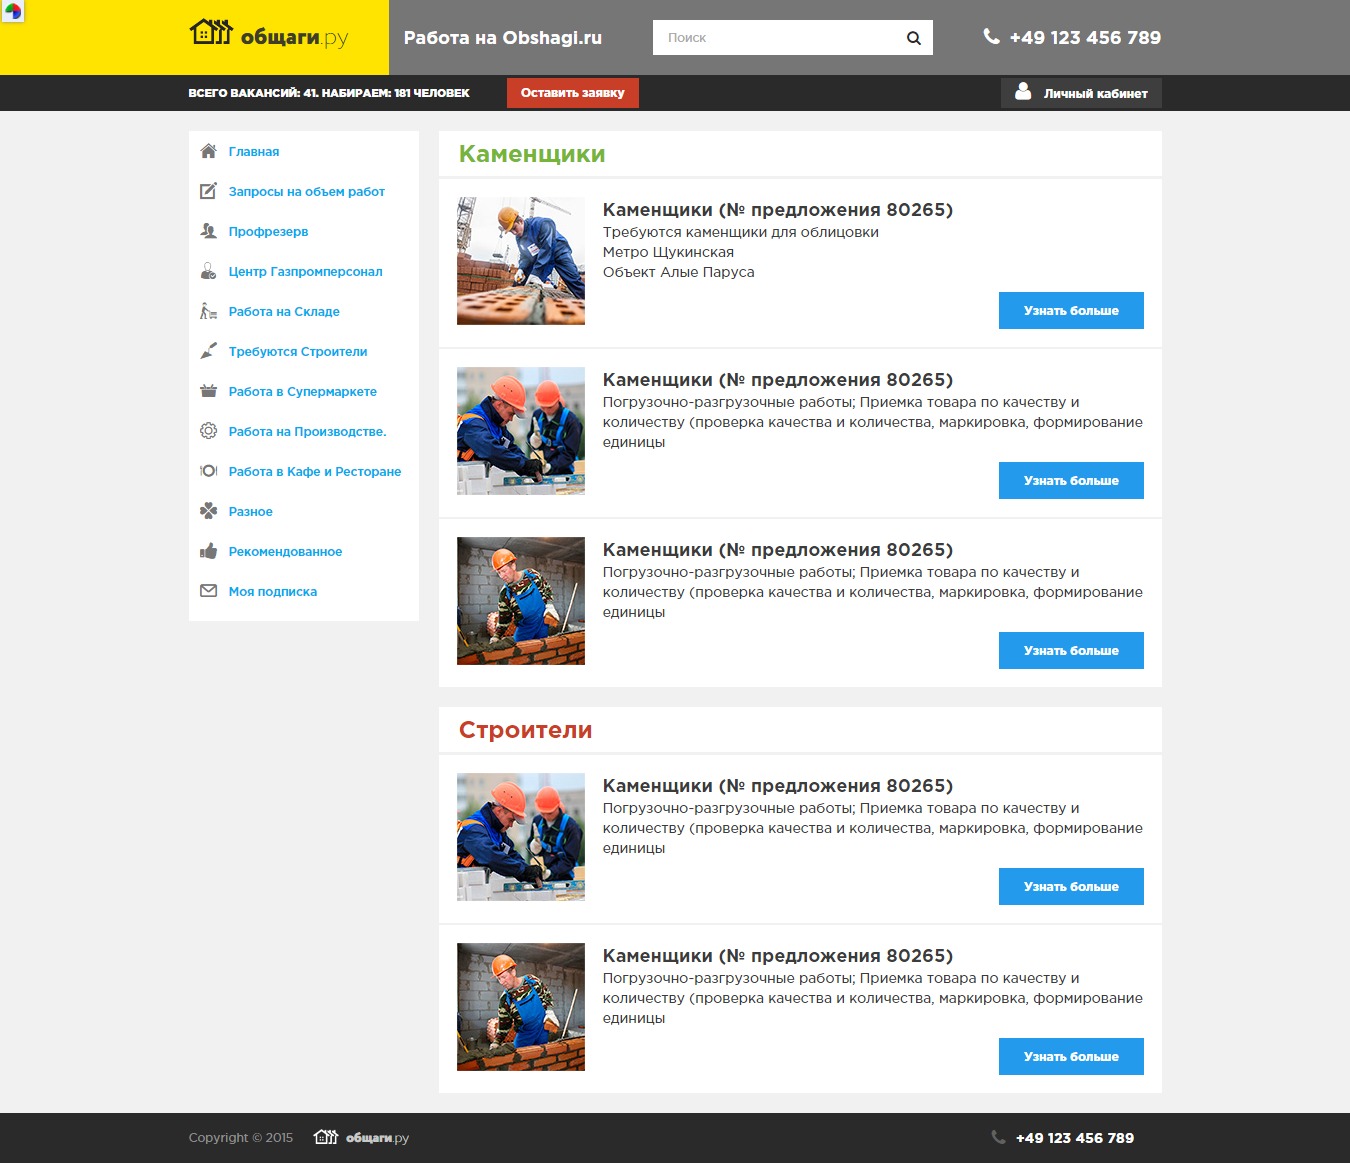 общаги.ру
Работа на Obshagi.ru
Поиск
+49 123 456 789
ВСЕГО ВАКАНСИЙ: 41. НАБИРАЕМ: 181 ЧЕЛОВЕК
Оставить заявку
Личный кабинет
Главная
Запросы на объем работ
Профрезерв
Центр Газпромперсонал
Работа на Складе
Требуются Строители
Работа в Супермаркете
Работа на Производстве.
Работа в Кафе и Ресторане
Разное
Рекомендованное
Моя подписка
Каменщики
Каменщики (№ предложения 80265)
Требуются каменщики для облицовки
Метро Щукинская
Объект Алые Паруса
Узнать больше
Каменщики (№ предложения 80265)
Погрузочно-разгрузочные работы; Приемка товара по качеству и
количеству (проверка качества и количества, маркировка, формирование
единицы
Узнать больше
Каменщики (№ предложения 80265)
Погрузочно-разгрузочные работы; Приемка товара по качеству и
количеству (проверка качества и количества, маркировка, формирование
единицы
Узнать больше
Строители
Каменщики (№ предложения 80265)
Погрузочно-разгрузочные работы; Приемка товара по качеству и
количеству (проверка качества и количества, маркировка, формирование
единицы
Узнать больше
Каменщики (№ предложения 80265)
Погрузочно-разгрузочные работы; Приемка товара по качеству и
количеству (проверка качества и количества, маркировка, формирование
единицы
Узнать больше
Copyright © 2015
общаги.ру
+49 123 456 789